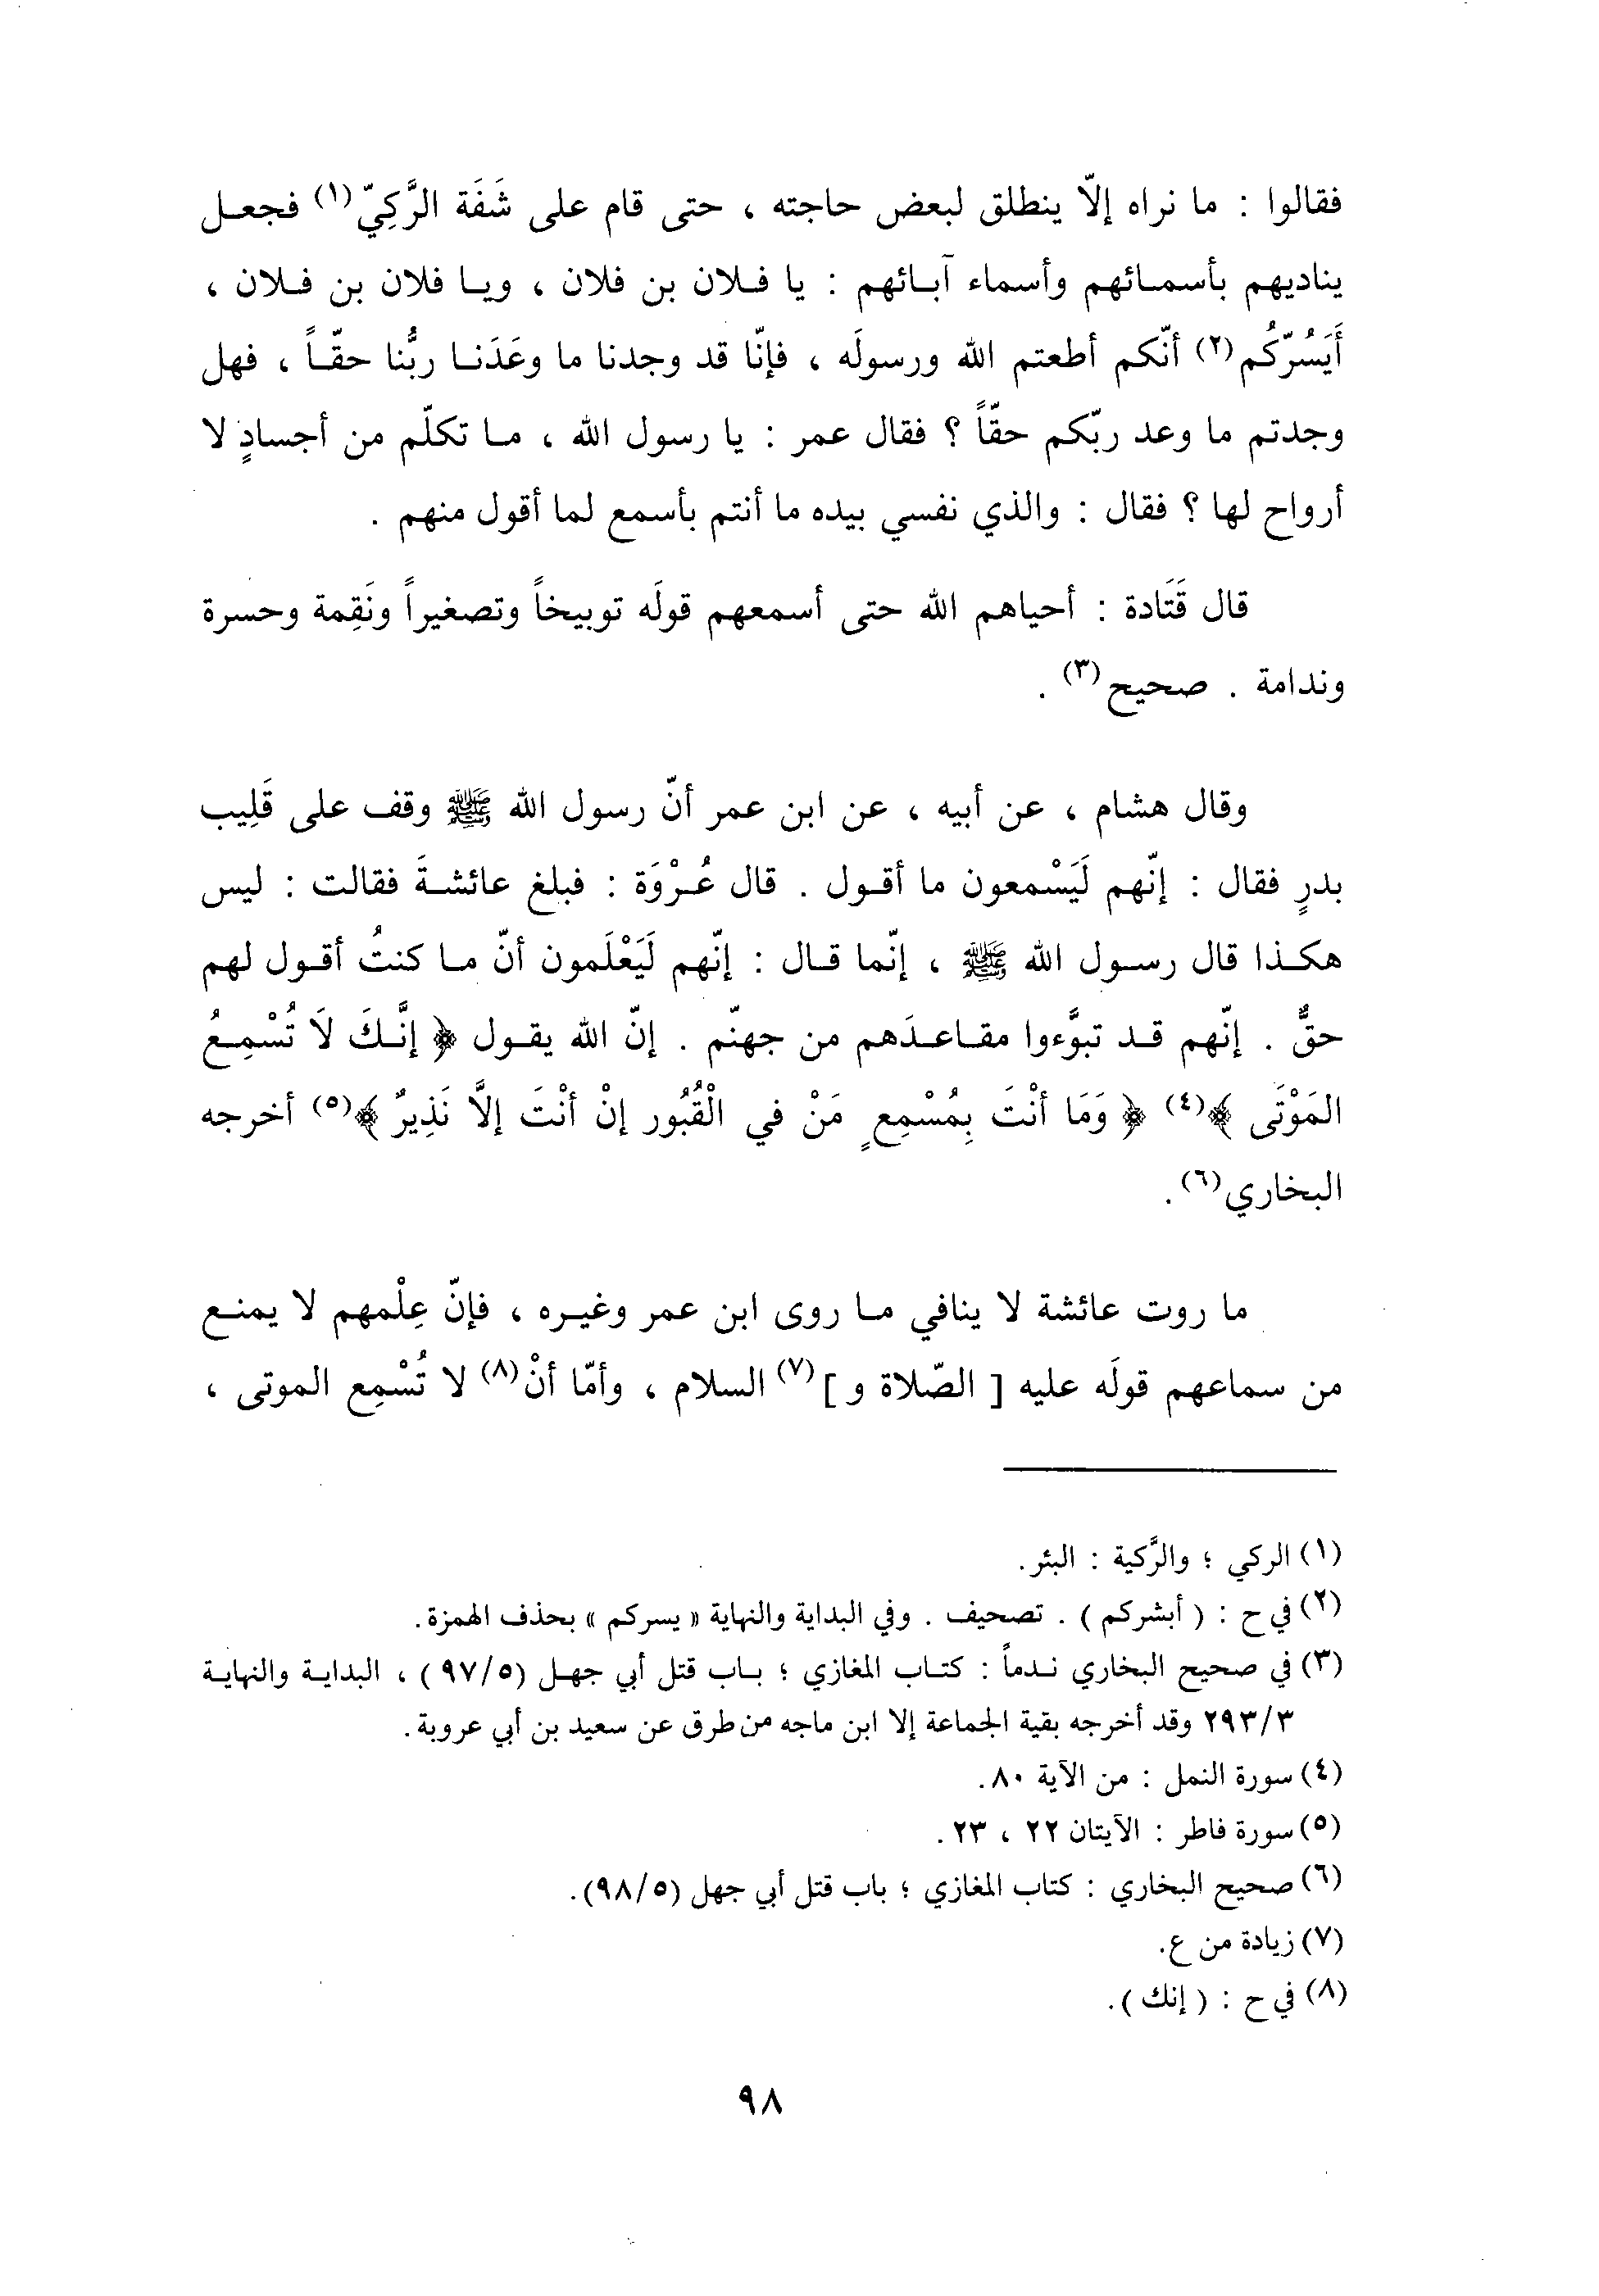 فقالوا : ما نراه إلّا ينطلق لبعض حاجته ، حتى قام على شَفَة الرَّكِيّ(١) فجعل
يناديهم بأسمائهم وأسماء آبائهم : يا فلان بن فلان ، ويا فلان بن فلان ،
أَيَسُرّكُم(٢) أنّكم أطعتم الله ورسولَه ، فإنّا قد وجدنا ما وعَدَنا ربُّنا حقّاً ، فهل
وجدتم ما وعد ربّكم حقّاً ؟ فقال عمر : يا رسول الله ، ما تكلّم من أجسادٍ لا
أرواح لها ؟ فقال : والذي نفسي بيده ما أنتم بأسمع لما أقول منهم .
قال قَتَادة : أحياهم الله حتى أسمعهم قولَه توبيخاً وتصغيراً ونَقِمة وحسرة
وندامة . صحيح(٣) .
وقال هشام ، عن أبيه ، عن ابن عمر أنّ رسول الله ﷺ وقف على قَلِيب
بدرٍ فقال : إنّهم لَيَسْمعون ما أقول . قال عُرْوَة : فبلغ عائشةَ فقالت : ليس
هكذا قال رسول الله ﷺ ، إنّما قال : إنّهم لَيَعْلَمون أنّ ما كنتُ أقول لهم
حقٌّ . إنّهم قد تبوَّءوا مقاعدَهم من جهنّم . إنّ الله يقول ﴿ إنَّكَ لَا تُسْمِعُ
المَوْتَى ﴾(٤) ﴿ وَمَا أنْتَ بِمُسْمِعٍ مَنْ في الْقُبُور إنْ أنْتَ إلَّا نَذِيرٌ ﴾(٥) أخرجه
البخاري(٦) .
ما روت عائشة لا ينافي ما روى ابن عمر وغيره ، فإنّ عِلْمهم لا يمنع
من سماعهم قولَه عليه [ الصّلاة و ](٧) السلام ، وأمّا أنْ(٨) لا تُسْمِع الموتى ،
(١) الركي ؛ والرَّكية : البئر .
(٢) في ح : ( أبشركم ) . تصحيف . وفي البداية والنهاية « يسركم » بحذف الهمزة .
(٣) في صحيح البخاري ندماً : كتاب المغازي ؛ باب قتل أبي جهل (٩٧/٥) ، البداية والنهاية
٢٩٣/٣ وقد أخرجه بقية الجماعة إلا ابن ماجه من طرق عن سعيد بن أبي عروبة .
(٤) سورة النمل : من الآية ٨٠ .
(٥) سورة فاطر : الآيتان ٢٢ ، ٢٣ .
(٦) صحيح البخاري : كتاب المغازي ؛ باب قتل أبي جهل (٩٨/٥) .
(٧) زيادة من ع .
(٨) في ح : ( إنك ) .
٩٨